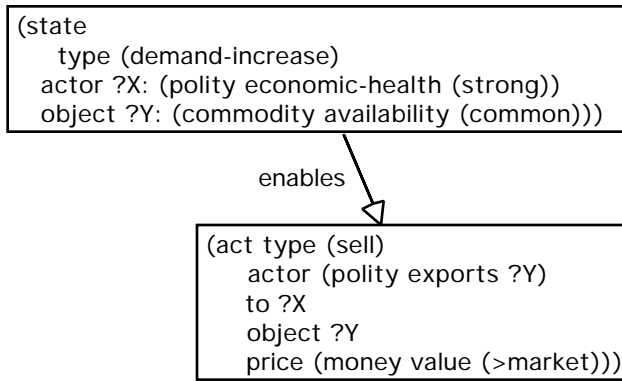 (state
type (demand-increase)
actor ?X: (polity economic-health (strong))
object ?Y: (commodity availability (common)))
enables
(act type (sell)
actor (polity exports ?Y)
to ?X
object ?Y
price (money value (>market)))